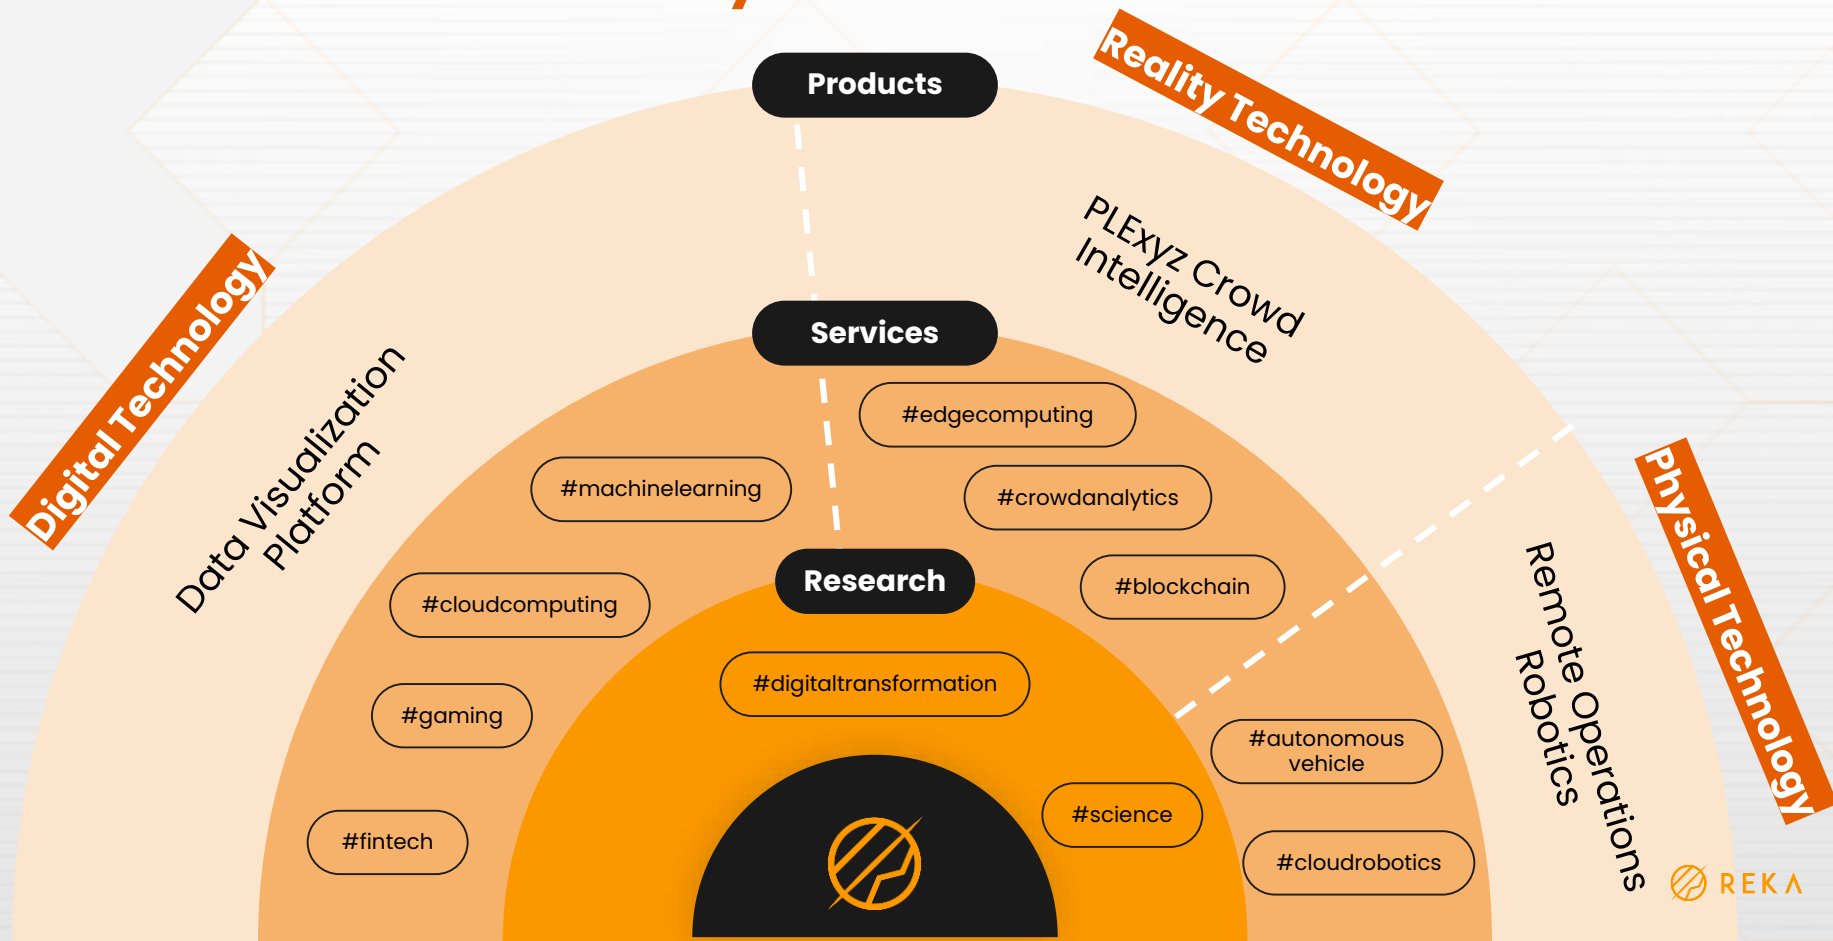 Products
Reality Technology
PLExyz Crowd
Intelligence
Digital Technology
Data Visualization
Platform
Services
#edgecomputing
#machinelearning
#crowdanalytics
Physical Technology
Remote Operations
Robotics
Research
#blockchain
#cloudcomputing
#digitaltransformation
#gaming
#autonomous
vehicle
#science
#fintech
#cloudrobotics
REKA